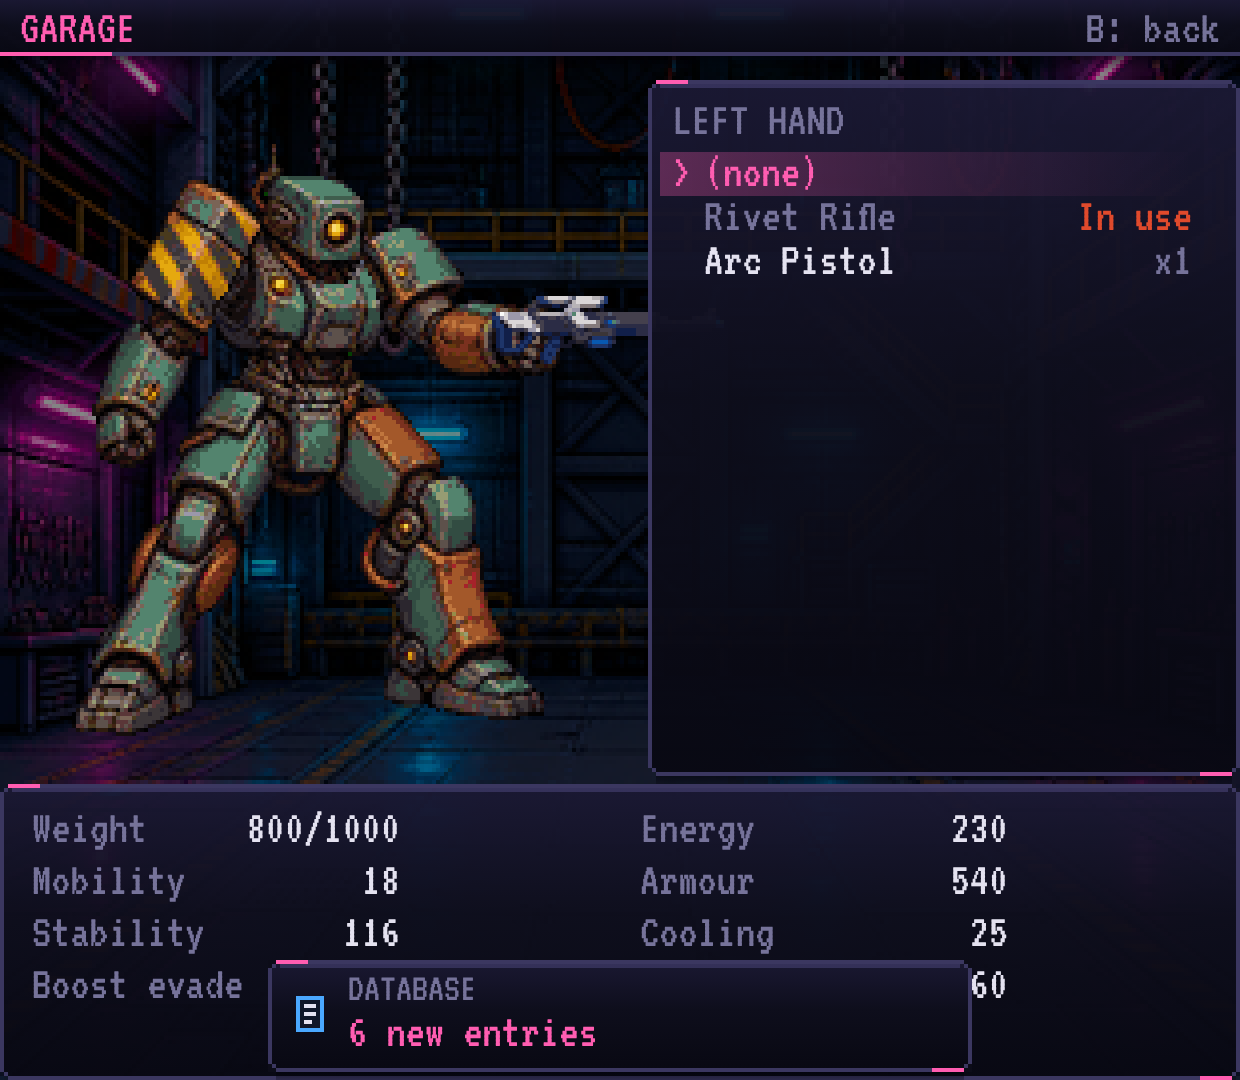 GARAGE
B: back
LEFT HAND
> (none)
Rivet Rifle In use
Arc Pistol x1
Weight 800/1000 Energy 230
Mobility 18 Armour 540
Stability 116 Cooling 25
Boost evade 60
DATABASE
6 new entries